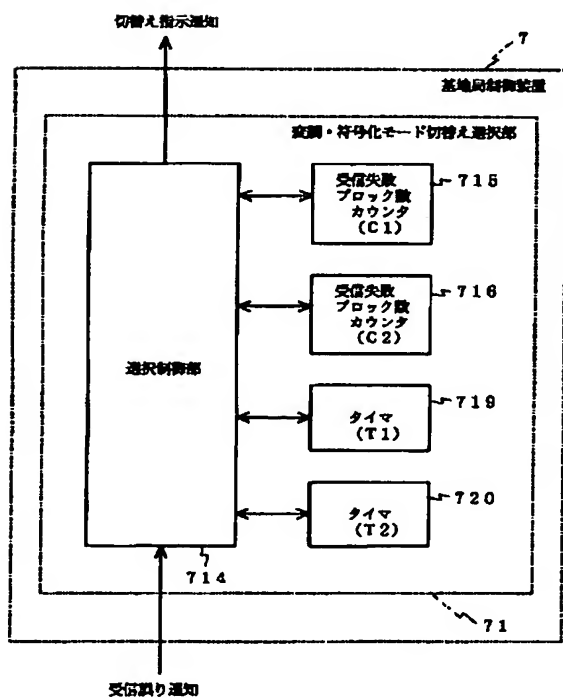 切替え指示通知
7
基地局制御装置
変調・符号化モード切替え選択部
受信失敗
ブロック数
カウンタ
(C1)
715
受信失敗
ブロック数
カウンタ
(C2)
716
選択制御部
タイマ
(T1)
719
タイマ
(T2)
720
714
71
受信誤り通知